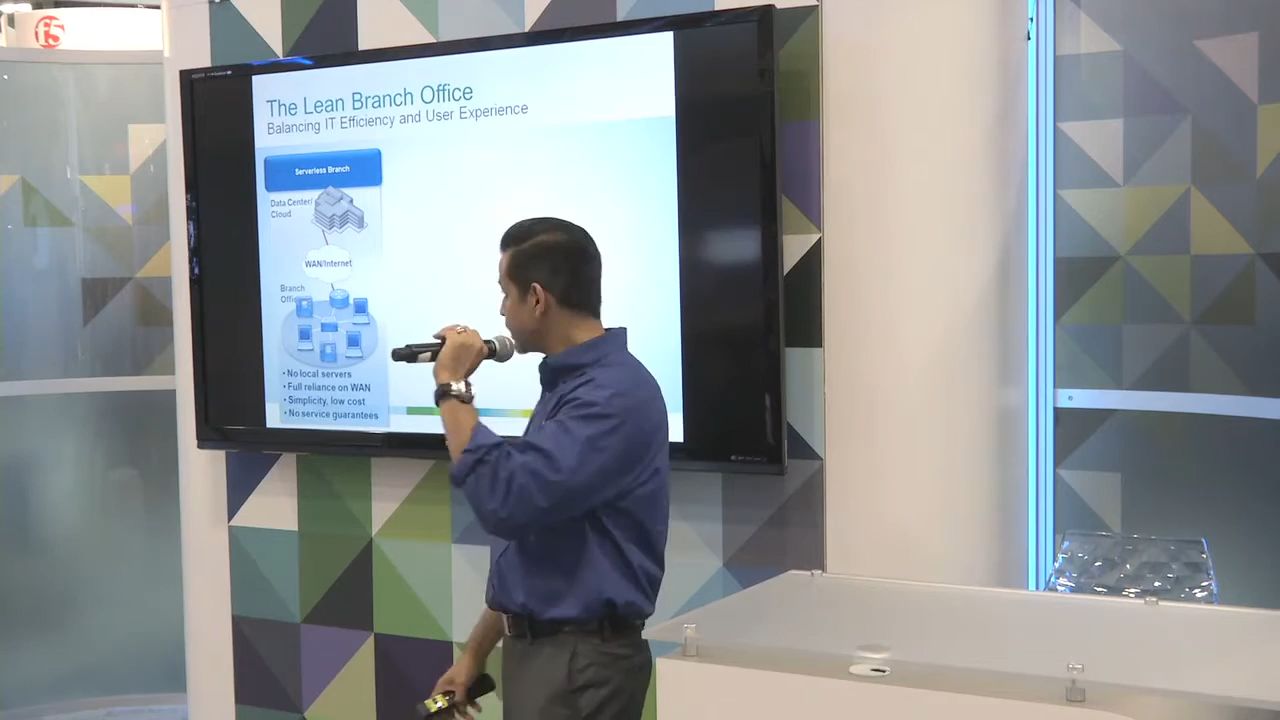 f5
The Lean Branch Office
Balancing IT Efficiency and User Experience
Serverless Branch
Data Center/
Cloud
WAN/Internet
Branch
• No local servers
• Full reliance on WAN
• Simplicity, low cost
• No service guarantees